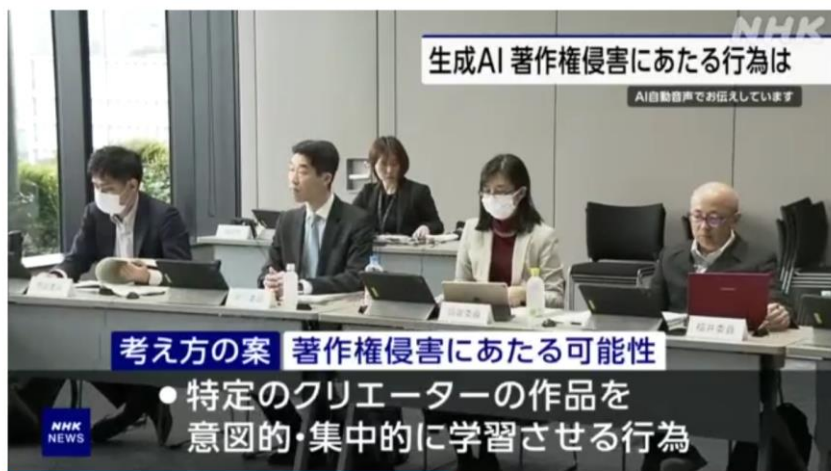 NHK
生成AI 著作権侵害にあたる行為は
AI自動音声でお伝えしています
福井委員
考え方の案 著作権侵害にあたる可能性
●特定のクリエーターの作品を
意図的・集中的に学習させる行為
NHK
NEWS